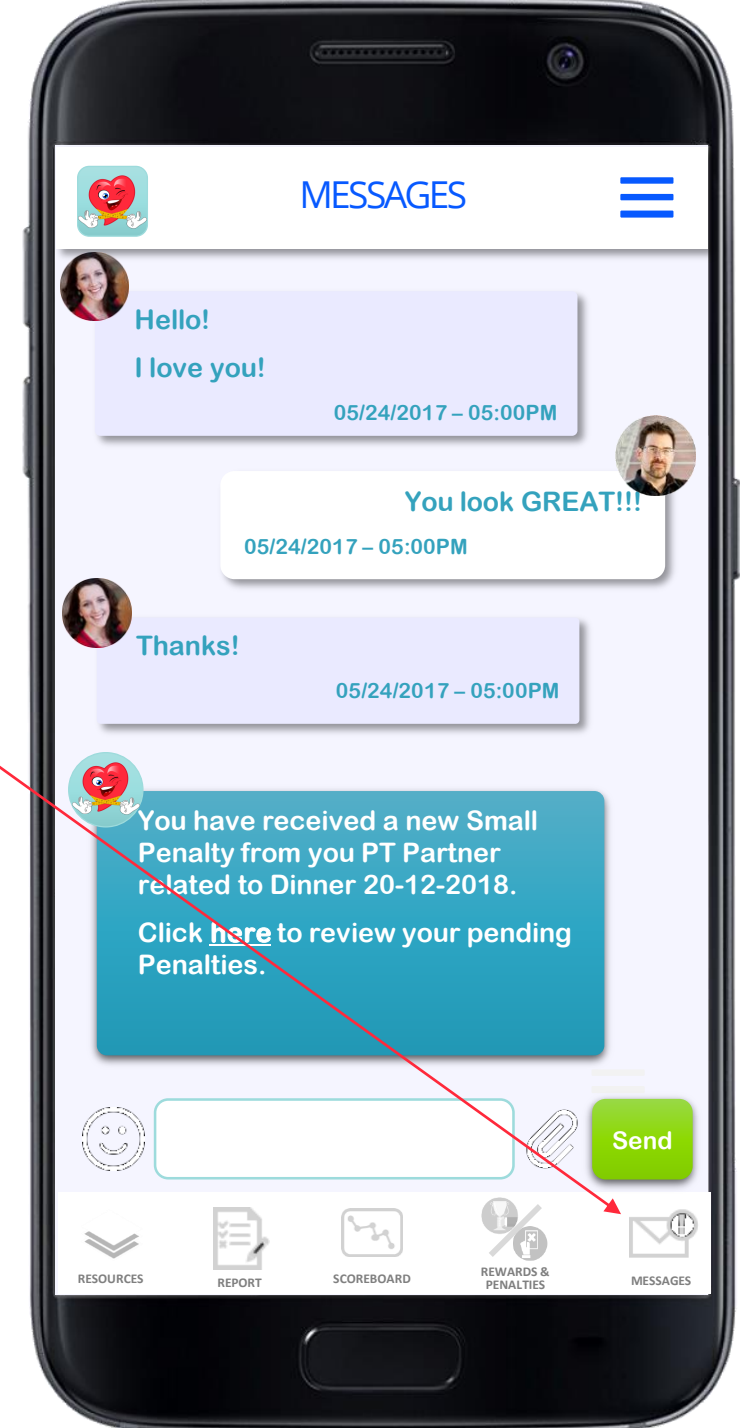 MESSAGES
Hello!
I love you!
05/24/2017 – 05:00PM
You look GREAT!!!
05/24/2017 – 05:00PM
Thanks!
05/24/2017 – 05:00PM
You have received a new Small
Penalty from you PT Partner
related to Dinner 20-12-2018.
Click here to review your pending
Penalties.
Send
RESOURCES
REPORT
SCOREBOARD
REWARDS &
PENALTIES
MESSAGES